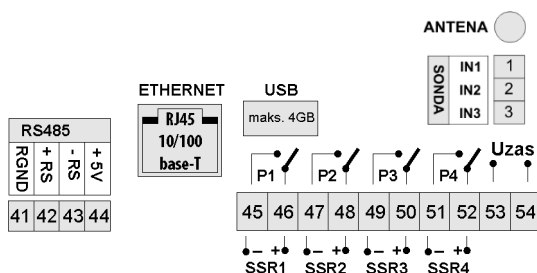 ANTENA
SONDA
IN1 1
IN2 2
IN3 3
ETHERNET
RJ45
10/100
base-T
USB
maks. 4GB
RS485
RGND + RS - RS + 5V
41 42 43 44
P1 P2 P3 P4 Uzas
45 46 47 48 49 50 51 52 53 54
– + – + – + – +
SSR1 SSR2 SSR3 SSR4